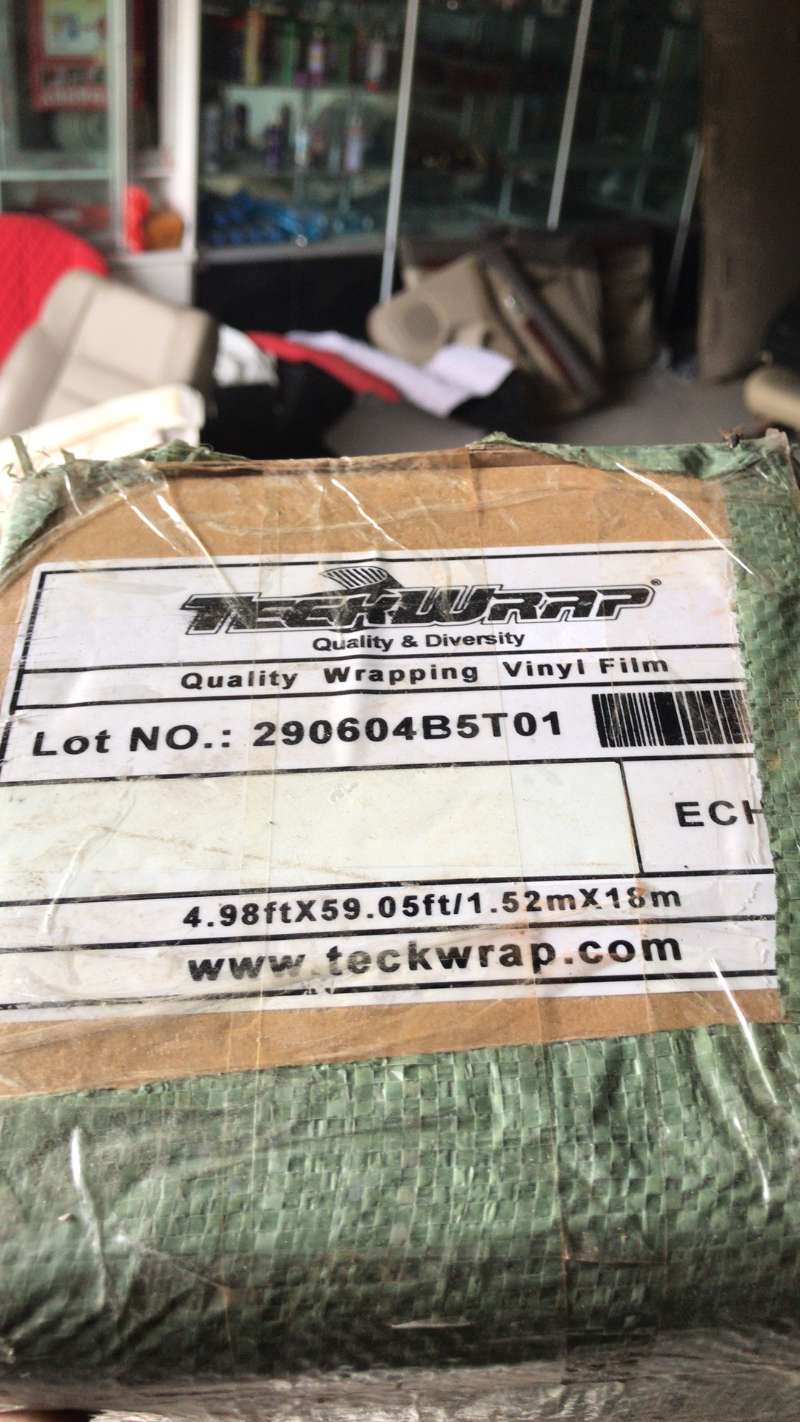 TECKWRAP®
Quality & Diversity
Quality Wrapping Vinyl Film
Lot NO.: 290604B5T01
ECH
4.98ftX59.05ft/1.52mX18m
www.teckwrap.com